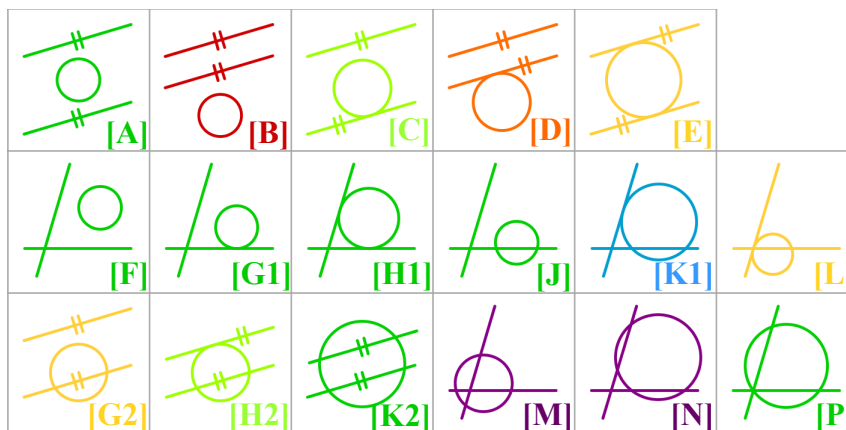 [A] [B] [C] [D] [E]
[F] [G1] [H1] [J] [K1] [L
[G2] [H2] [K2] [M] [N] [P